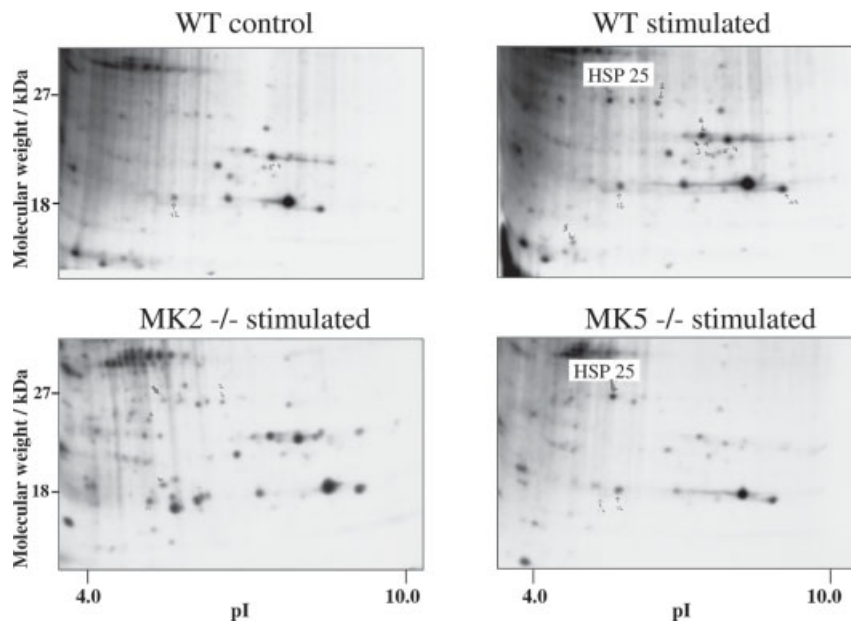 WT control
WT stimulated
Molecular weight / kDa
27
18
HSP 25
MK2 -/- stimulated
MK5 -/- stimulated
Molecular weight / kDa
27
18
HSP 25
4.0
10.0
4.0
10.0
pI
pI